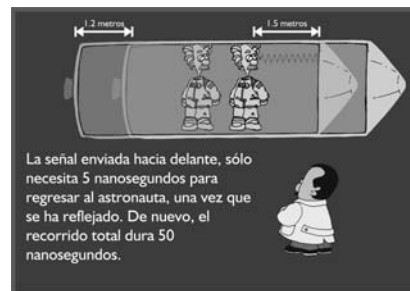 1.2 metros 1.5 metros
La señal enviada hacia delante, sólo
necesita 5 nanosegundos para
regresar al astronauta, una vez que
se ha reflejado. De nuevo, el
recorrido total dura 50
nanosegundos.